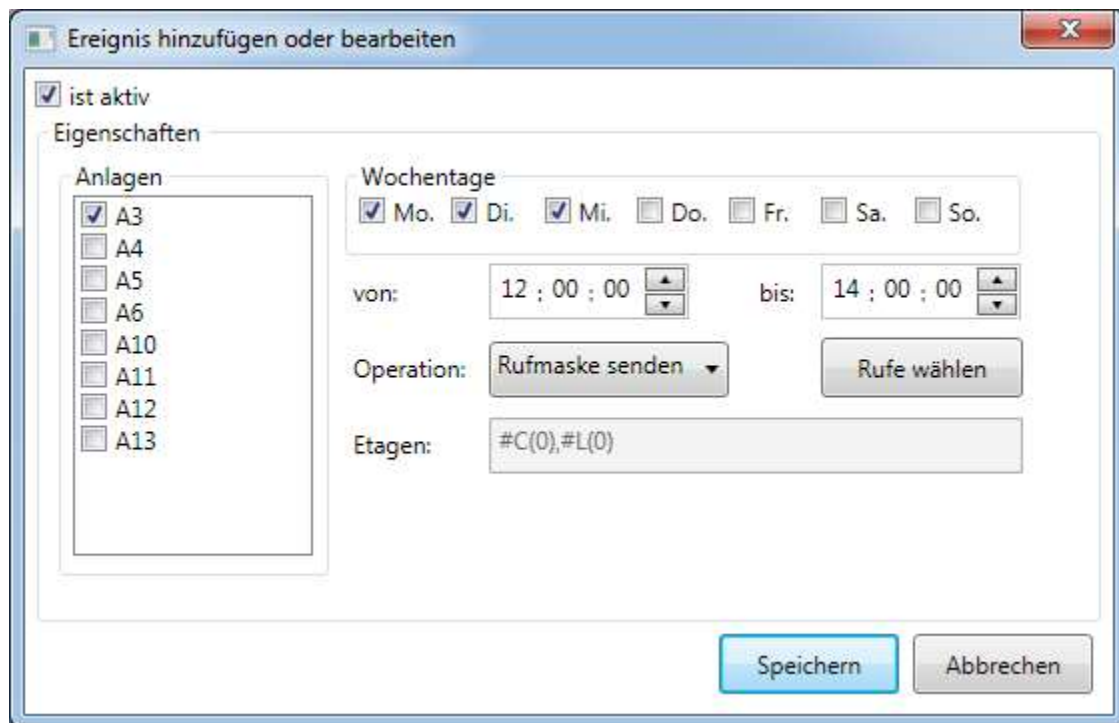 Ereignis hinzufügen oder bearbeiten
ist aktiv
Eigenschaften
Anlagen
A3
A4
A5
A6
A10
A11
A12
A13
Wochentage
Mo. Di. Mi. Do. Fr. Sa. So.
von: 12 : 00 : 00 bis: 14 : 00 : 00
Operation: Rufmaske senden Rufe wählen
Etagen: #C(0),#L(0)
Speichern Abbrechen